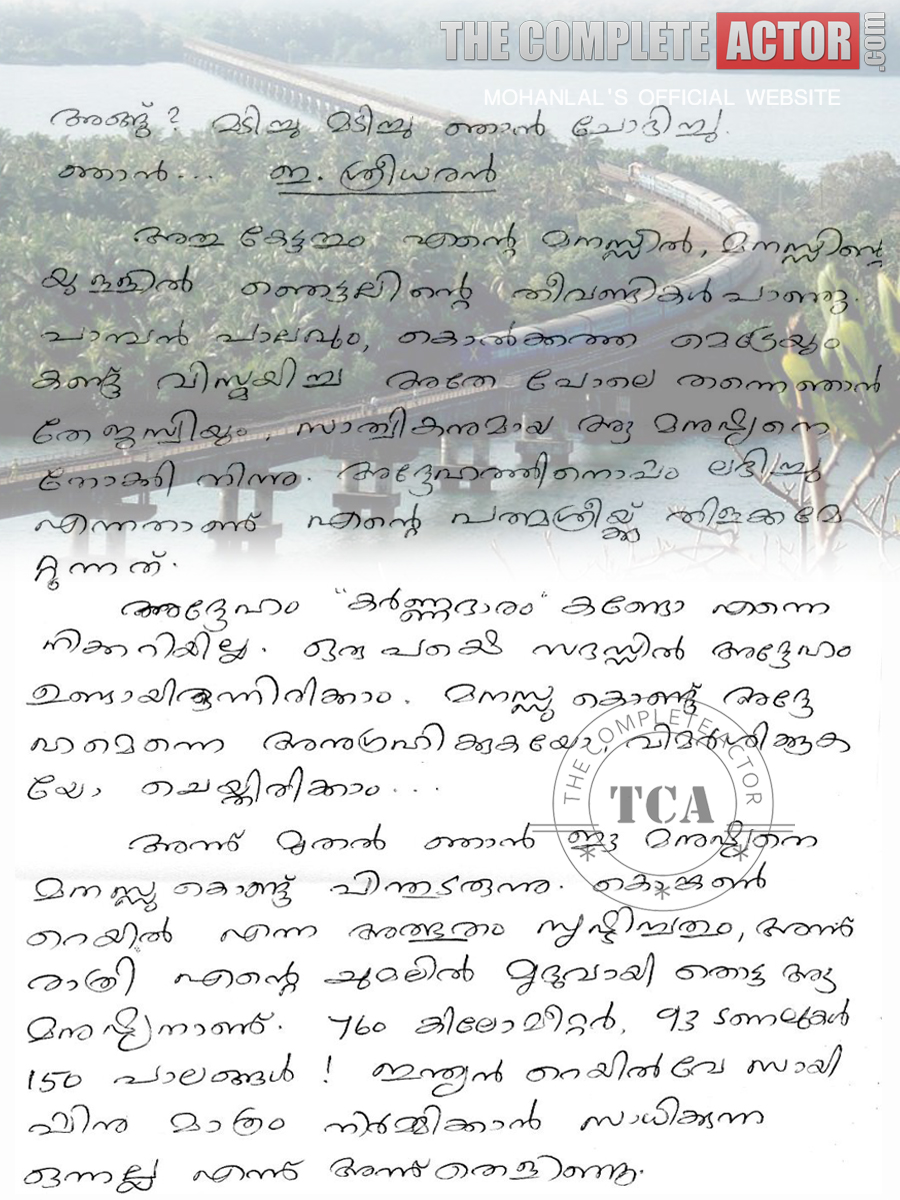 THE COMPLETE ACTOR.com
MOHANLAL'S OFFICIAL WEBSITE
അങ്ങ്? മടിച്ചു മടിച്ചു ഞാൻ ചോദിച്ചു.
ഞാൻ... ഇ. ശ്രീധരൻ
അതു കേട്ടതും എന്റെ മനസ്സിൽ, മനസ്സിന്റെ
യുള്ളിൽ ഞെട്ടലിന്റെ തീവണ്ടികൾ പാഞ്ഞു.
പാമ്പൻ പാലവും, കൊൽക്കത്ത മെട്രോയും
കണ്ട് വിസ്മയിച്ച അതേ പോലെ തന്നെ ഞാൻ
തേജസ്വിയും, സാത്വികനുമായ ആ മനുഷ്യനെ
നോക്കി നിന്നു. അദ്ദേഹത്തിനൊപ്പം ലഭിച്ചു
എന്നതാണ് എന്റെ പത്മശ്രീയ്ക്ക് തിളക്കമേ
റ്റുന്നത്.
അദ്ദേഹം "കർണ്ണഭാരം" കണ്ടോ എന്നെ
നിക്കറിയില്ല. ഒരു പക്ഷെ സദസ്സിൽ അദ്ദേഹം
ഉണ്ടായിരുന്നിരിക്കാം. മനസ്സു കൊണ്ട് അദ്ദേ
ഹമെന്നെ അനുഗ്രഹിക്കുകയോ, വിമർശിക്കുക
യോ ചെയ്തിരിക്കാം...
THE COMPLETE ACTOR
TCA
അന്ന് മുതൽ ഞാൻ ഈ മനുഷ്യനെ
മനസ്സു കൊണ്ട് പിന്തുടരുന്നു. കൊങ്കൺ
റെയിൽ എന്ന അത്ഭുതം സൃഷ്ടിച്ചതും, അന്ന്
രാത്രി എന്റെ ചുമലിൽ മൃദുവായി തൊട്ട ആ
മനുഷ്യനാണ്. 760 കിലോമീറ്റർ, 93 ടണലുകൾ
150 പാലങ്ങൾ! ഇന്ത്യൻ റെയിൽവേ സായി
പ്പിനു മാത്രം നിർമ്മിക്കാൻ സാധിക്കുന്ന
ഒന്നല്ല എന്ന് അന്ന് തെളിഞ്ഞു.